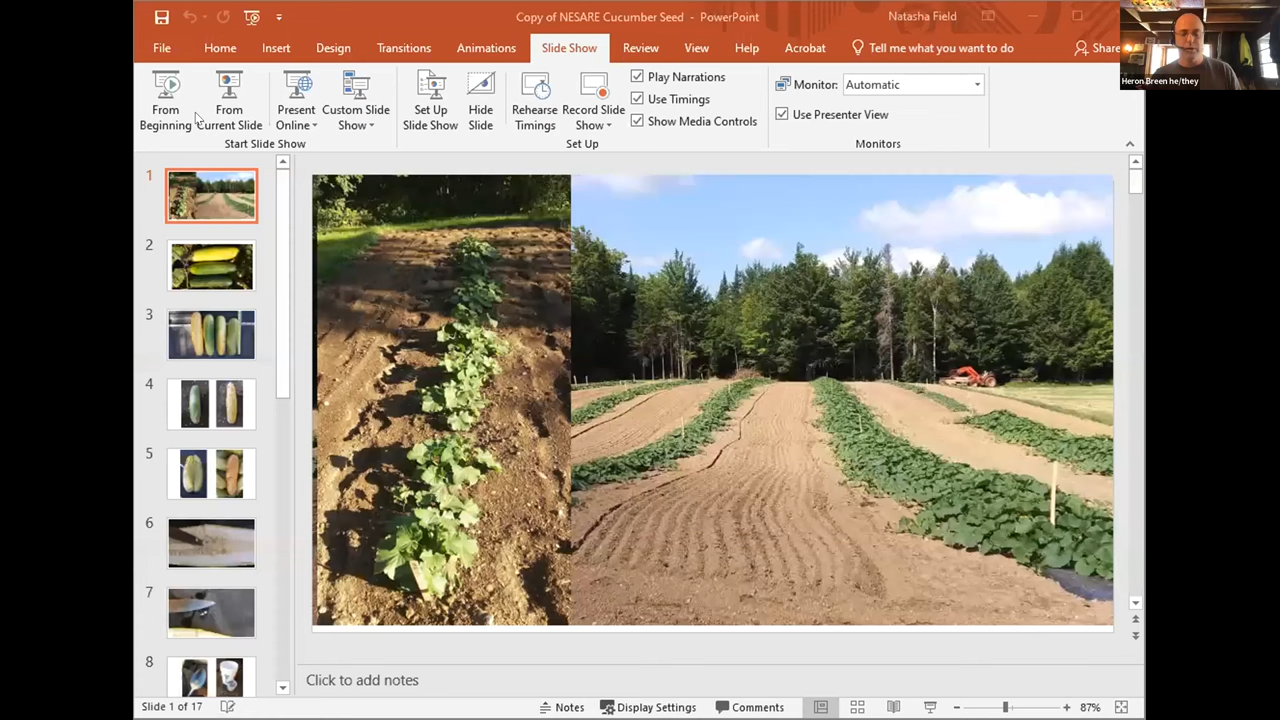 Copy of NESARE Cucumber Seed - PowerPoint
Natasha Field
File Home Insert Design Transitions Animations Slide Show Review View Help Acrobat Tell me what you want to do Share
Heron Breen he/they
From Beginning
From Current Slide
Present Online
Custom Slide Show
Set Up Slide Show
Hide Slide
Rehearse Timings
Record Slide Show
Play Narrations
Use Timings
Show Media Controls
Monitor: Automatic
Use Presenter View
Start Slide Show
Set Up
Monitors
1
2
3
4
5
6
7
8
Click to add notes
Slide 1 of 17
Notes
Display Settings
Comments
87%